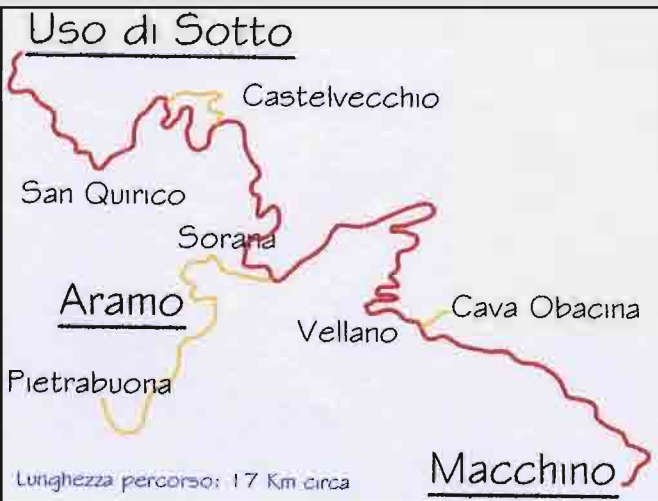 Uso di Sotto
Castelvecchio
San Quirico
Sorana
Aramo
Cava Obacina
Vellano
Pietrabuona
Macchino
Lunghezza percorso: 17 Km circa